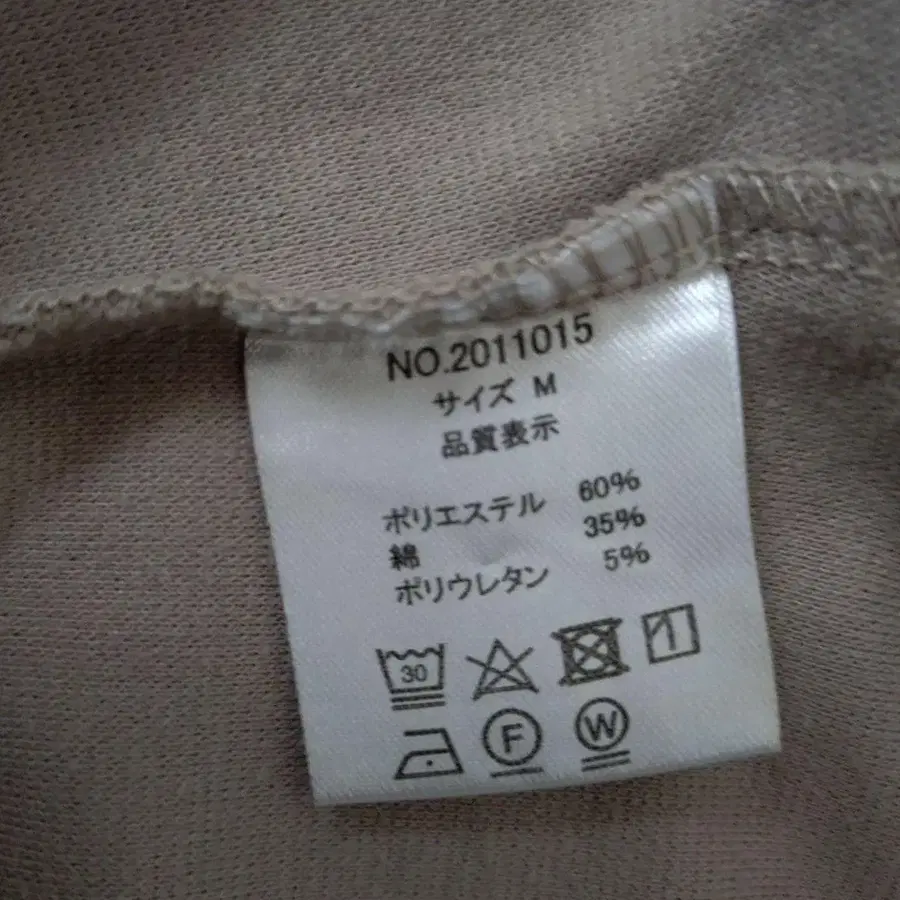 NO.2011015
サイズ M
品質表示
ポリエステル 60%
綿 35%
ポリウレタン 5%
30
F W